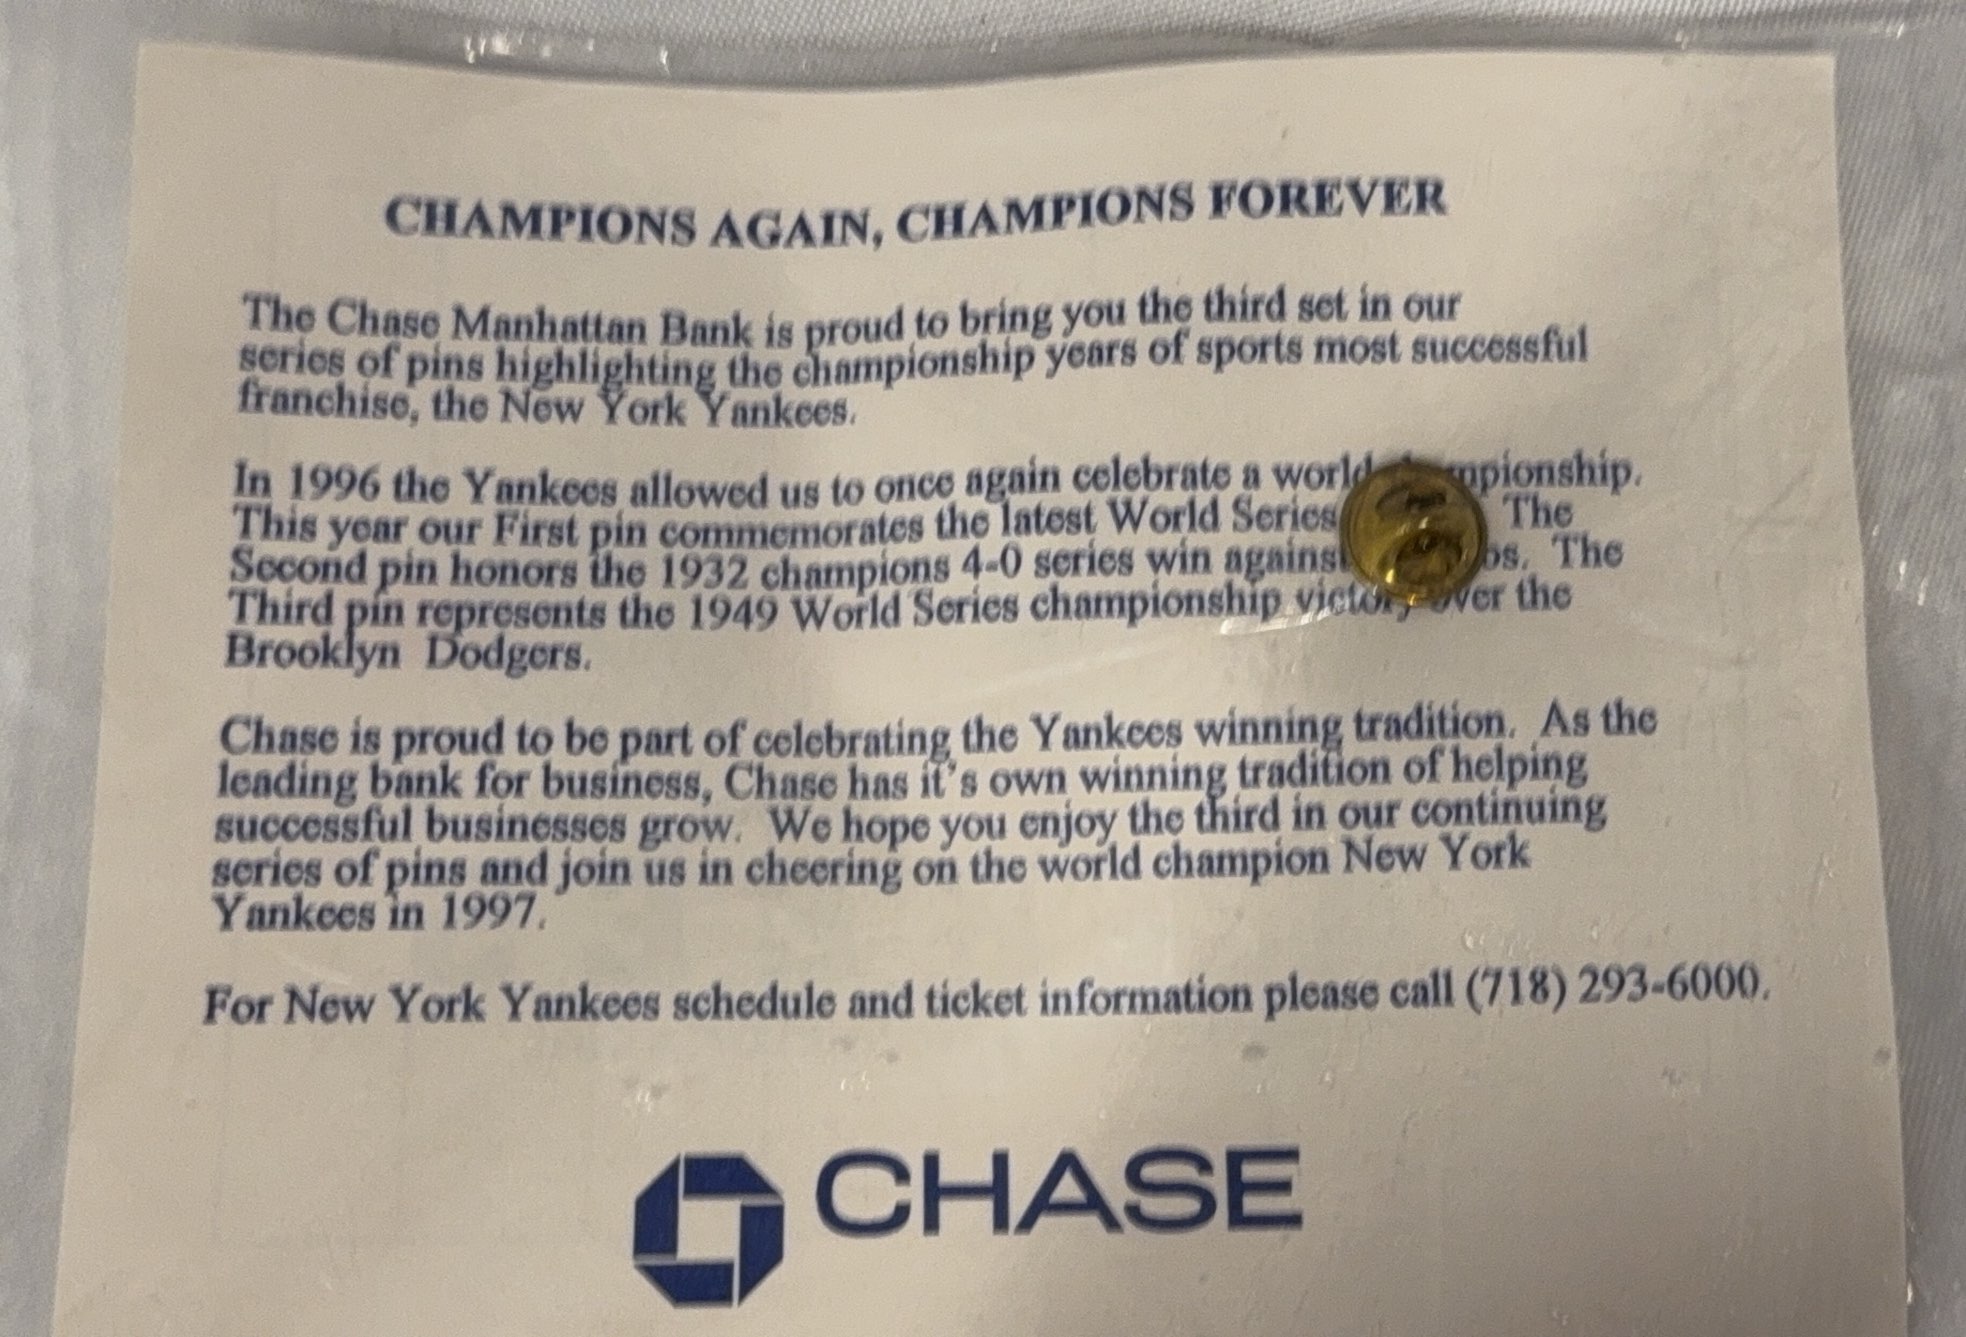 CHAMPIONS AGAIN, CHAMPIONS FOREVER
The Chase Manhattan Bank is proud to bring you the third set in our
series of pins highlighting the championship years of sports most successful
franchise, the New York Yankees.
In 1996 the Yankees allowed us to once again celebrate a world
This year our First pin commemorates the latest World Series The
Second pin honors the 1932 champions 4-0 series win against The
Third pin represents the 1949 World Series championship victory over the
Brooklyn Dodgers.
Chase is proud to be part of celebrating the Yankees winning tradition. As the
leading bank for business, Chase has it's own winning tradition of helping
successful businesses grow. We hope you enjoy the third in our continuing
series of pins and join us in cheering on the world champion New York
Yankees in 1997.
For New York Yankees schedule and ticket information please call (718) 293-6000.
CHASE